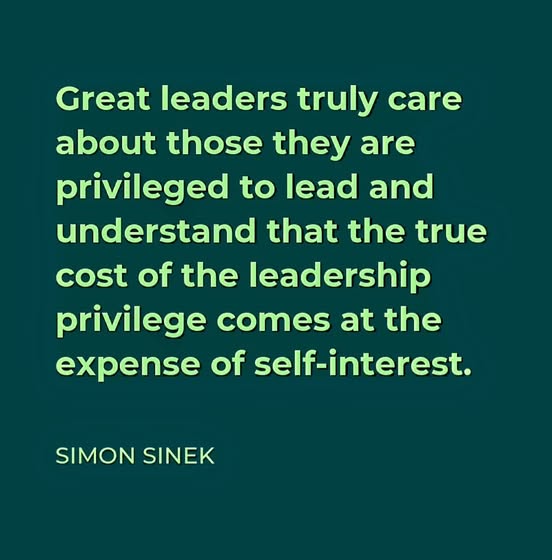 Great leaders truly care
about those they are
privileged to lead and
understand that the true
cost of the leadership
privilege comes at the
expense of self-interest.
SIMON SINEK